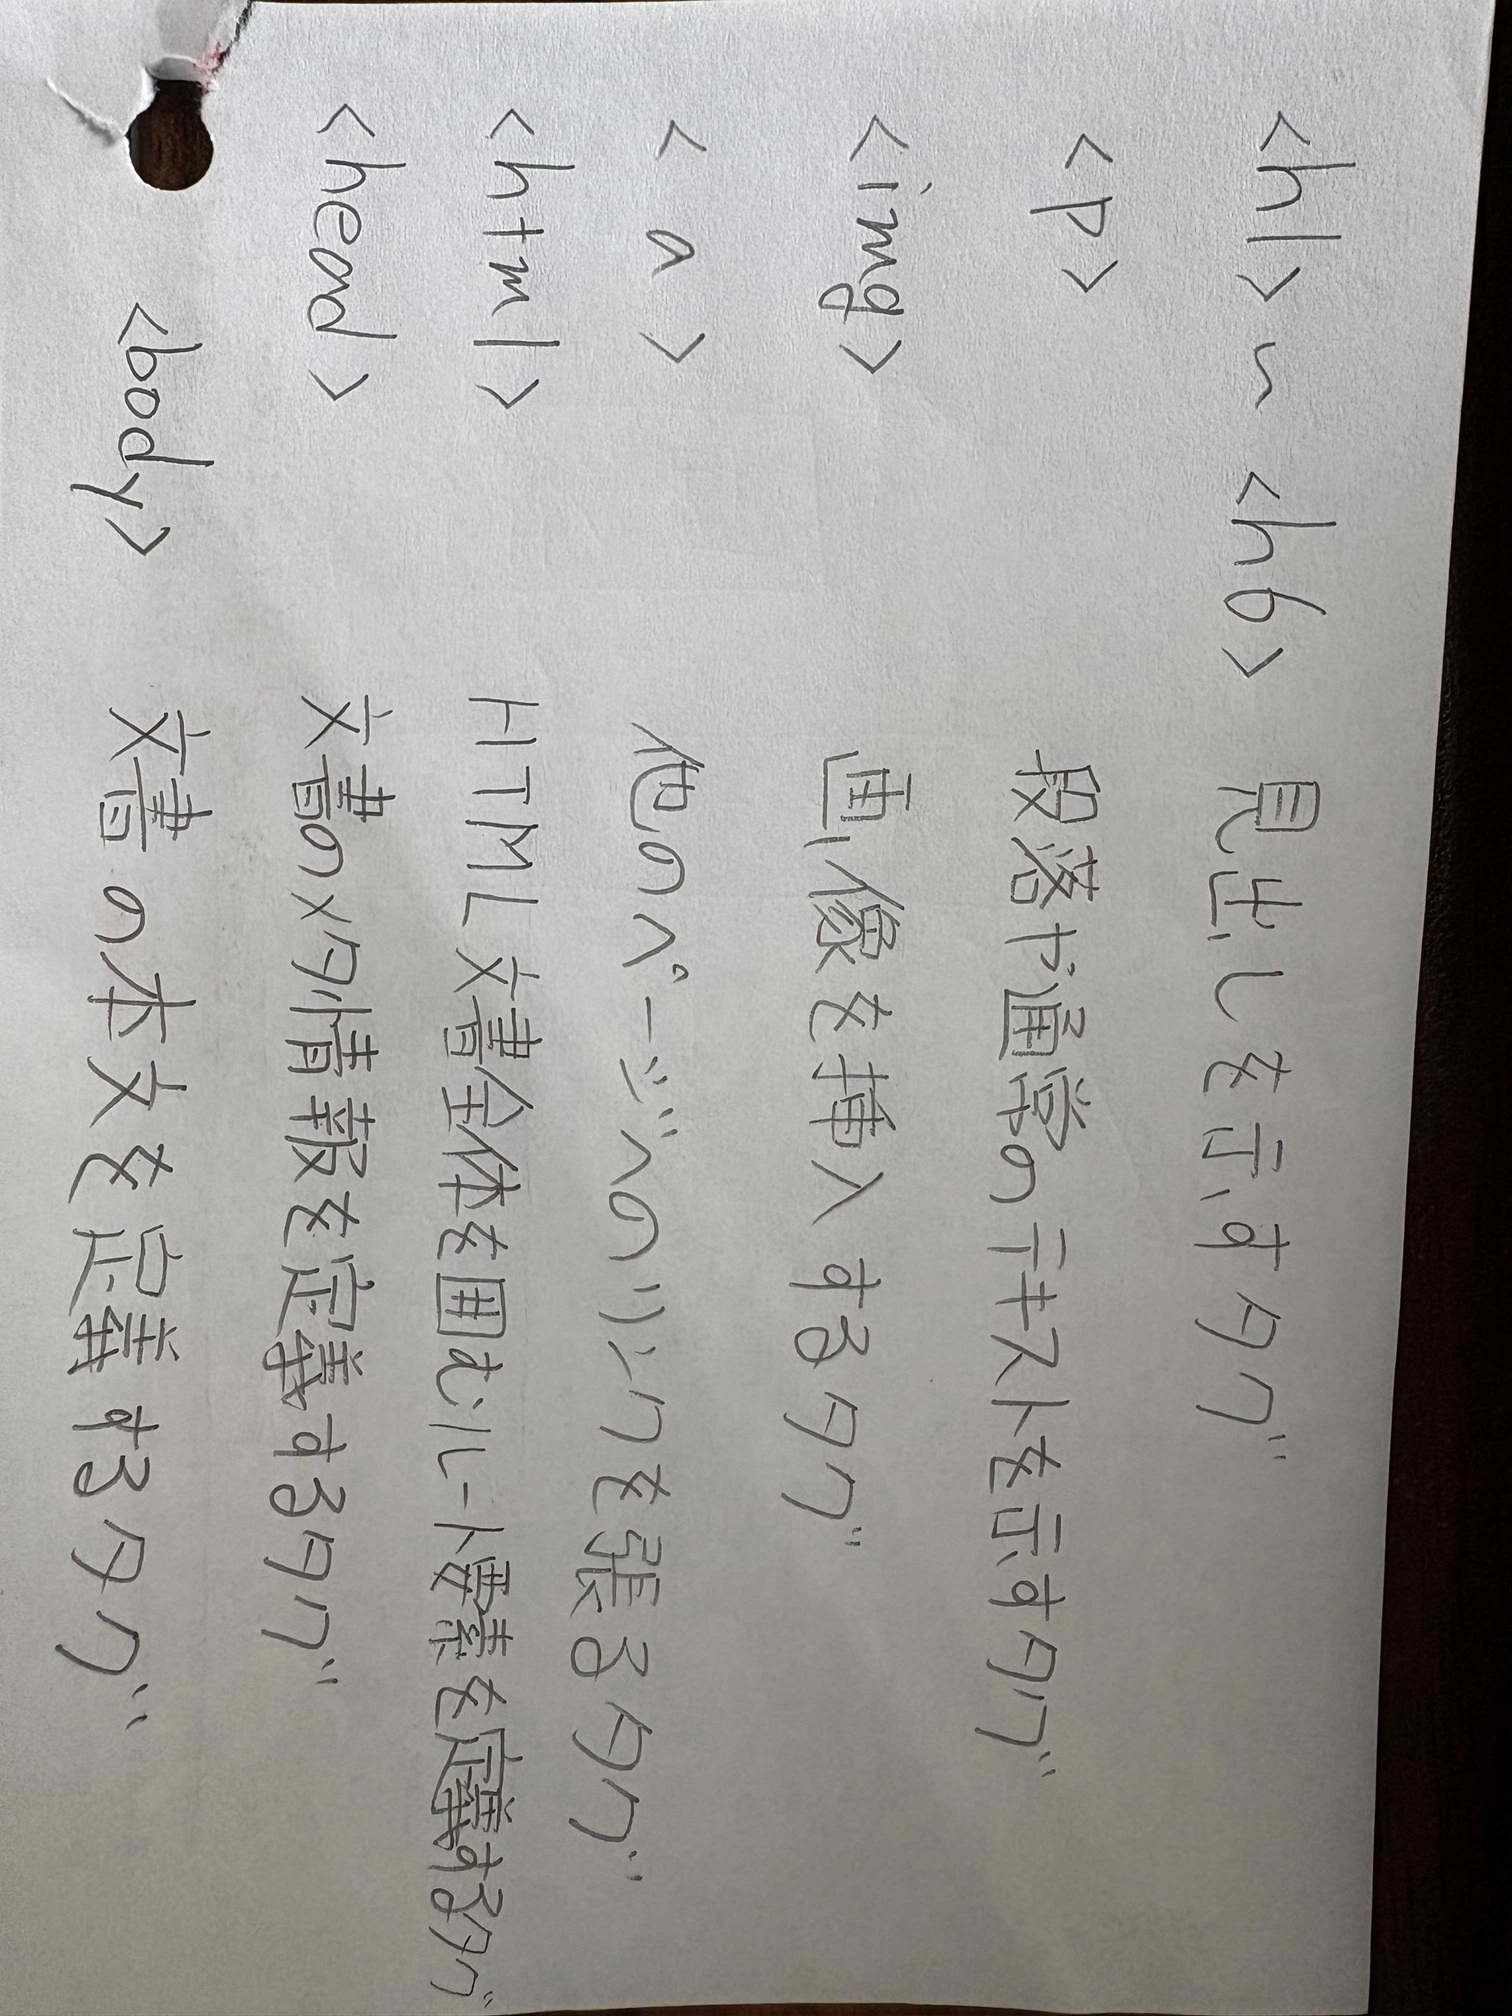 <h1>~<h6> 見出しを示すタグ
<p> 段落や通常のテキストを示すタグ
<img> 画像を挿入するタグ
<a> 他のページへのリンクを張るタグ
<html> HTML文書全体を囲むルート要素を定義するタグ
<head> 文書のメタ情報を定義するタグ
<body> 文書の本文を定義するタグ